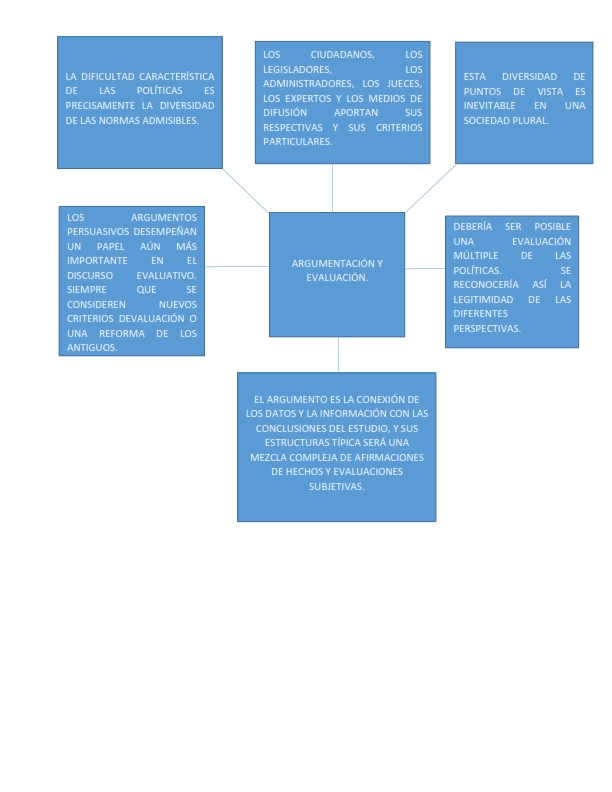 LA DIFICULTAD CARACTERÍSTICA
DE LAS POLÍTICAS ES
PRECISAMENTE LA DIVERSIDAD
DE LAS NORMAS ADMISIBLES.
LOS CIUDADANOS, LOS
LEGISLADORES, LOS
ADMINISTRADORES, LOS JUECES,
LOS EXPERTOS Y LOS MEDIOS DE
DIFUSIÓN APORTAN SUS
RESPECTIVAS Y SUS CRITERIOS
PARTICULARES.
ESTA DIVERSIDAD DE
PUNTOS DE VISTA ES
INEVITABLE EN UNA
SOCIEDAD PLURAL.
LOS ARGUMENTOS
PERSUASIVOS DESEMPEÑAN
UN PAPEL AÚN MÁS
IMPORTANTE EN EL
DISCURSO EVALUATIVO.
SIEMPRE QUE SE
CONSIDEREN NUEVOS
CRITERIOS DEVALUACIÓN O
UNA REFORMA DE LOS
ANTIGUOS.
ARGUMENTACIÓN Y
EVALUACIÓN.
DEBERÍA SER POSIBLE
UNA EVALUACIÓN
MÚLTIPLE DE LAS
POLÍTICAS. SE
RECONOCERÍA ASÍ LA
LEGITIMIDAD DE LAS
DIFERENTES
PERSPECTIVAS.
EL ARGUMENTO ES LA CONEXIÓN DE
LOS DATOS Y LA INFORMACIÓN CON LAS
CONCLUSIONES DEL ESTUDIO, Y SUS
ESTRUCTURAS TÍPICA SERÁ UNA
MEZCLA COMPLEJA DE AFIRMACIONES
DE HECHOS Y EVALUACIONES
SUBJETIVAS.